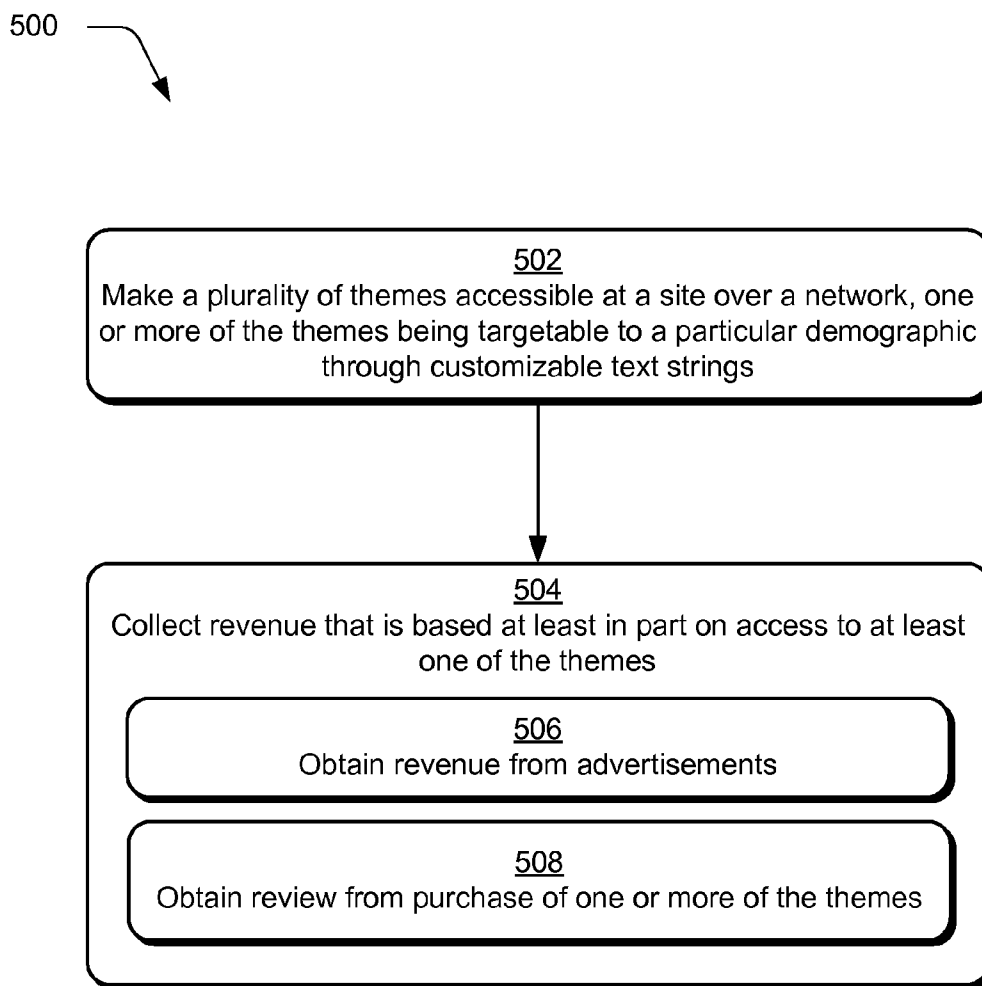 500
502
Make a plurality of themes accessible at a site over a network, one
or more of the themes being targetable to a particular demographic
through customizable text strings
504
Collect revenue that is based at least in part on access to at least
one of the themes
506
Obtain revenue from advertisements
508
Obtain review from purchase of one or more of the themes